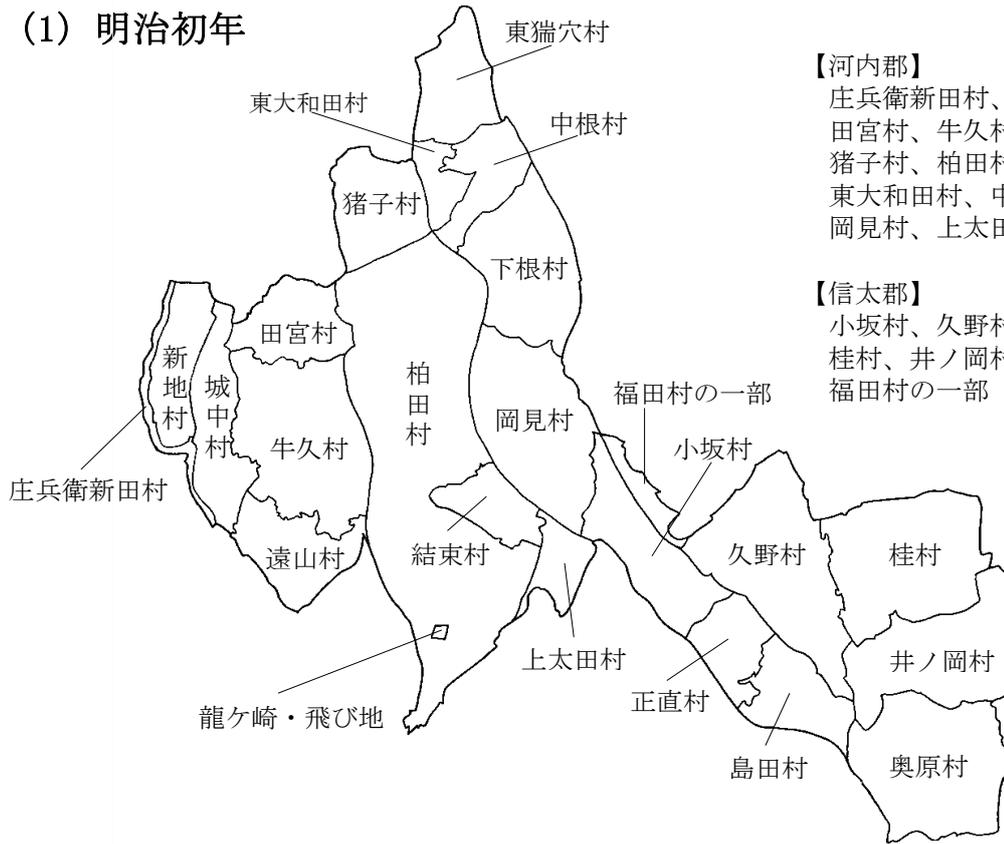 (1) 明治初年
東猯穴村
東大和田村
中根村
猪子村
下根村
田宮村
新地村
城中村
柏田村
牛久村
岡見村
福田村の一部
小坂村
庄兵衛新田村
遠山村
結束村
久野村
桂村
上太田村
井ノ岡村
正直村
龍ケ崎・飛び地
島田村
奥原村
【河内郡】
庄兵衛新田村、
田宮村、牛久村
猪子村、柏田村
東大和田村、中
岡見村、上太田
【信太郡】
小坂村、久野村
桂村、井ノ岡村
福田村の一部